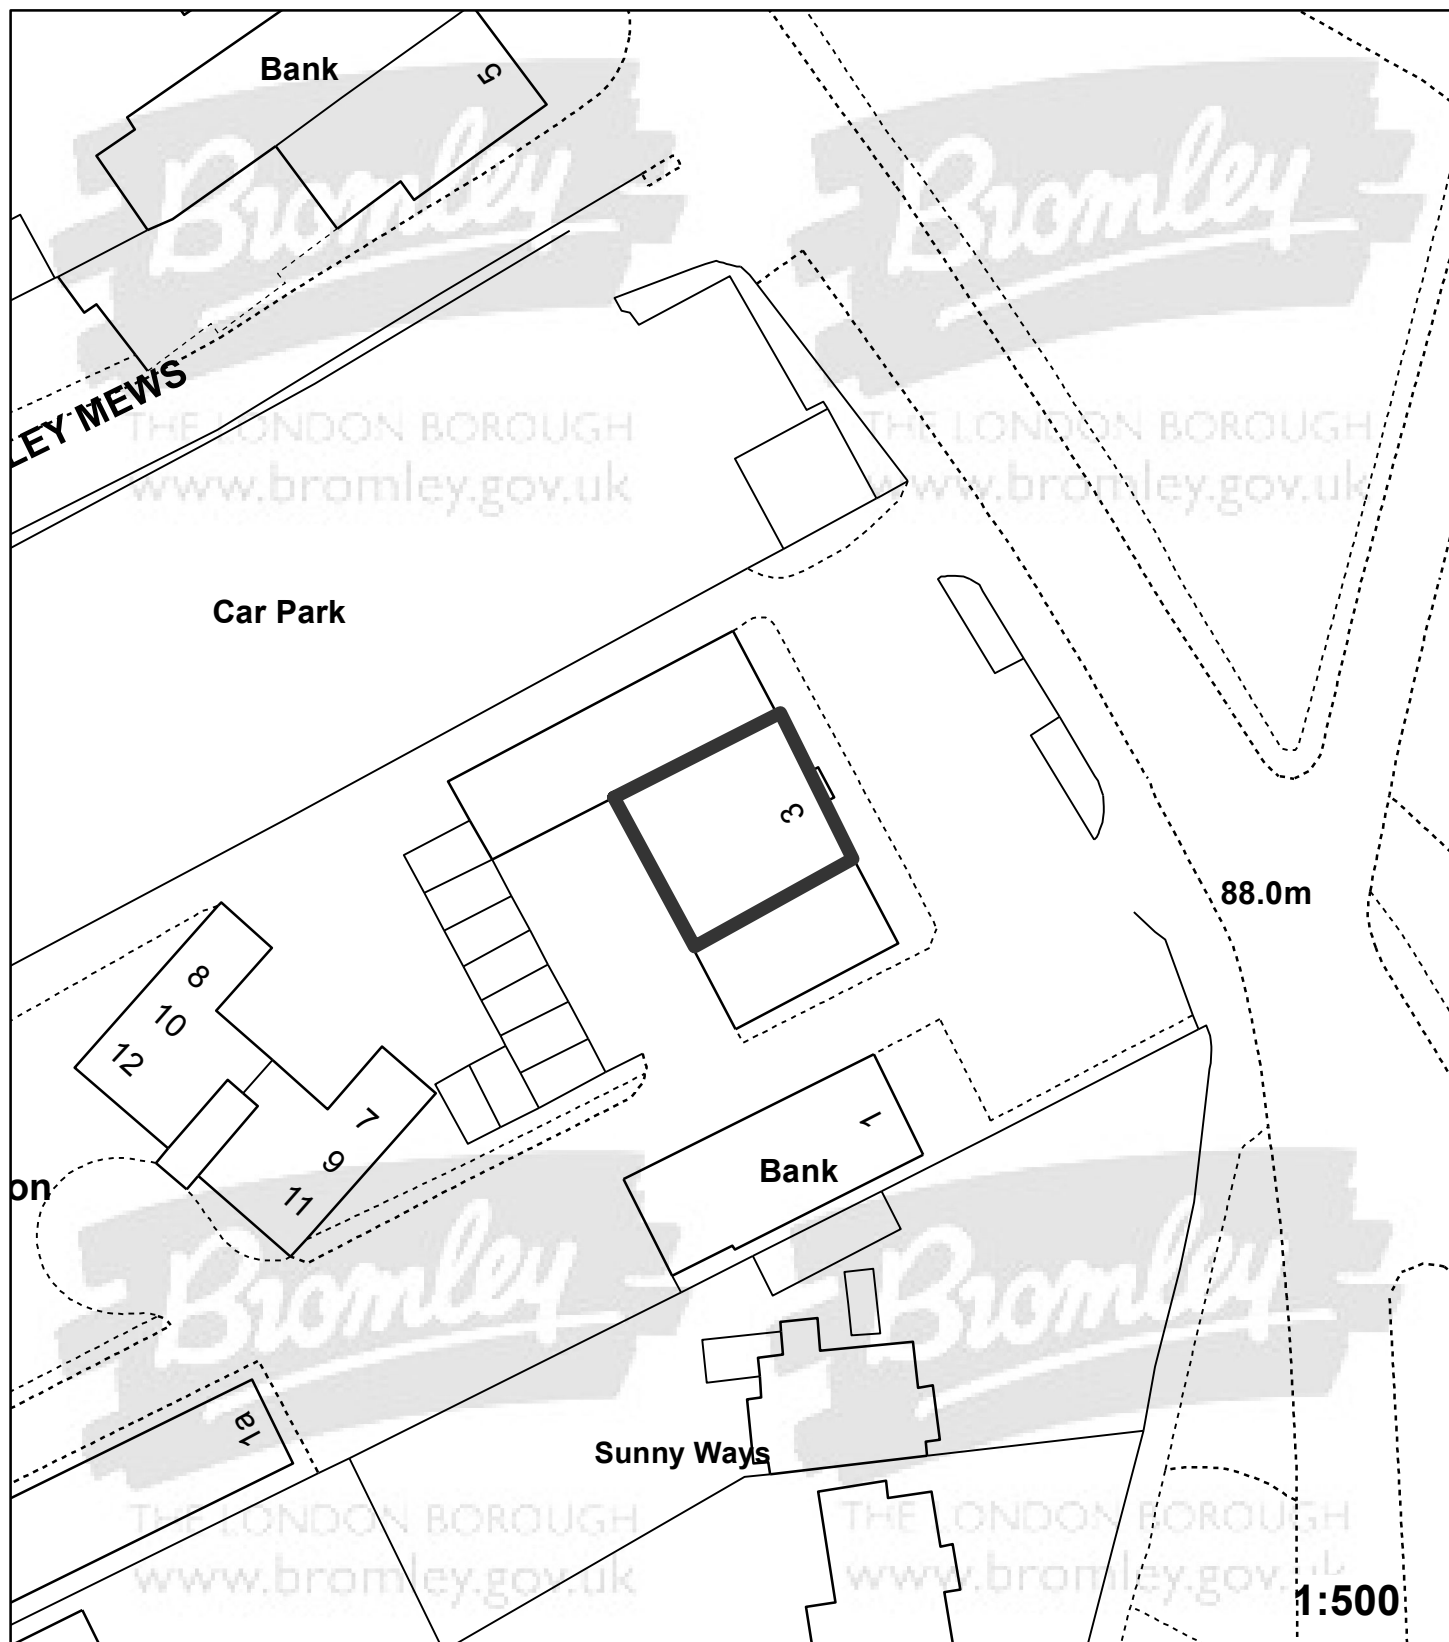 Bank
5
Bromley
Bromley
LEY MEWS
THE LONDON BOROUGH
www.bromley.gov.uk
THE LONDON BOROUGH
www.bromley.gov.uk
Car Park
3
88.0m
8
10
12
7
9
11
1
Bank
on
Bromley
Bromley
1a
Sunny Ways
THE LONDON BOROUGH
www.bromley.gov.uk
THE LONDON BOROUGH
www.bromley.gov.uk
1:500